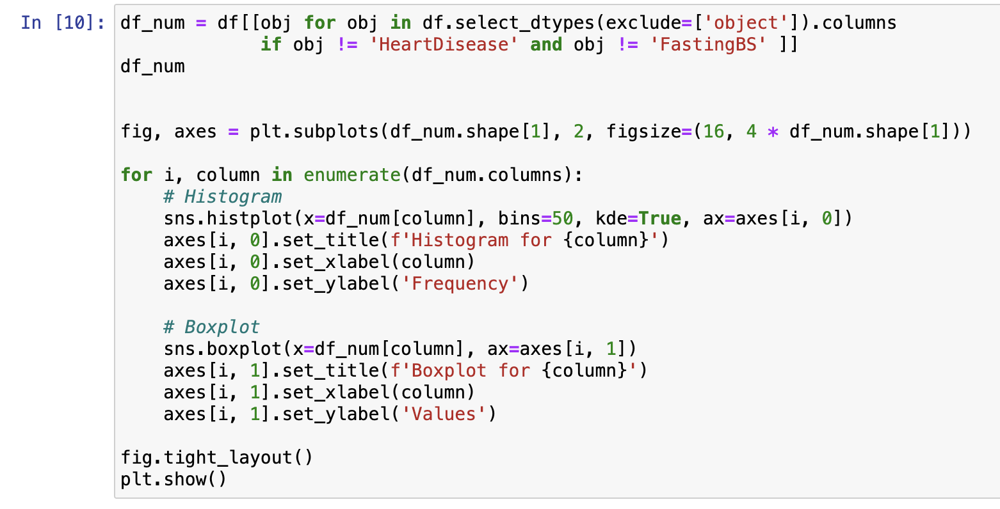 In [10]: df_num = df[[obj for obj in df.select_dtypes(exclude=['object']).columns
             if obj != 'HeartDisease' and obj != 'FastingBS' ]]
df_num
fig, axes = plt.subplots(df_num.shape[1], 2, figsize=(16, 4 * df_num.shape[1]))
for i, column in enumerate(df_num.columns):
    # Histogram
    sns.histplot(x=df_num[column], bins=50, kde=True, ax=axes[i, 0])
    axes[i, 0].set_title(f'Histogram for {column}')
    axes[i, 0].set_xlabel(column)
    axes[i, 0].set_ylabel('Frequency')
    # Boxplot
    sns.boxplot(x=df_num[column], ax=axes[i, 1])
    axes[i, 1].set_title(f'Boxplot for {column}')
    axes[i, 1].set_xlabel(column)
    axes[i, 1].set_ylabel('Values')
fig.tight_layout()
plt.show()